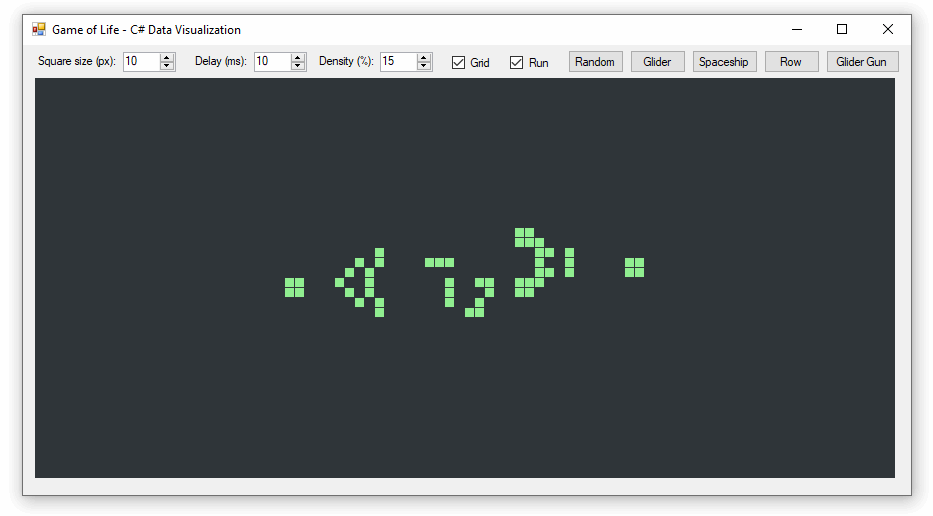 Game of Life - C# Data Visualization
Square size (px): 10 Delay (ms): 10 Density (%): 15 Grid Run Random Glider Spaceship Row Glider Gun